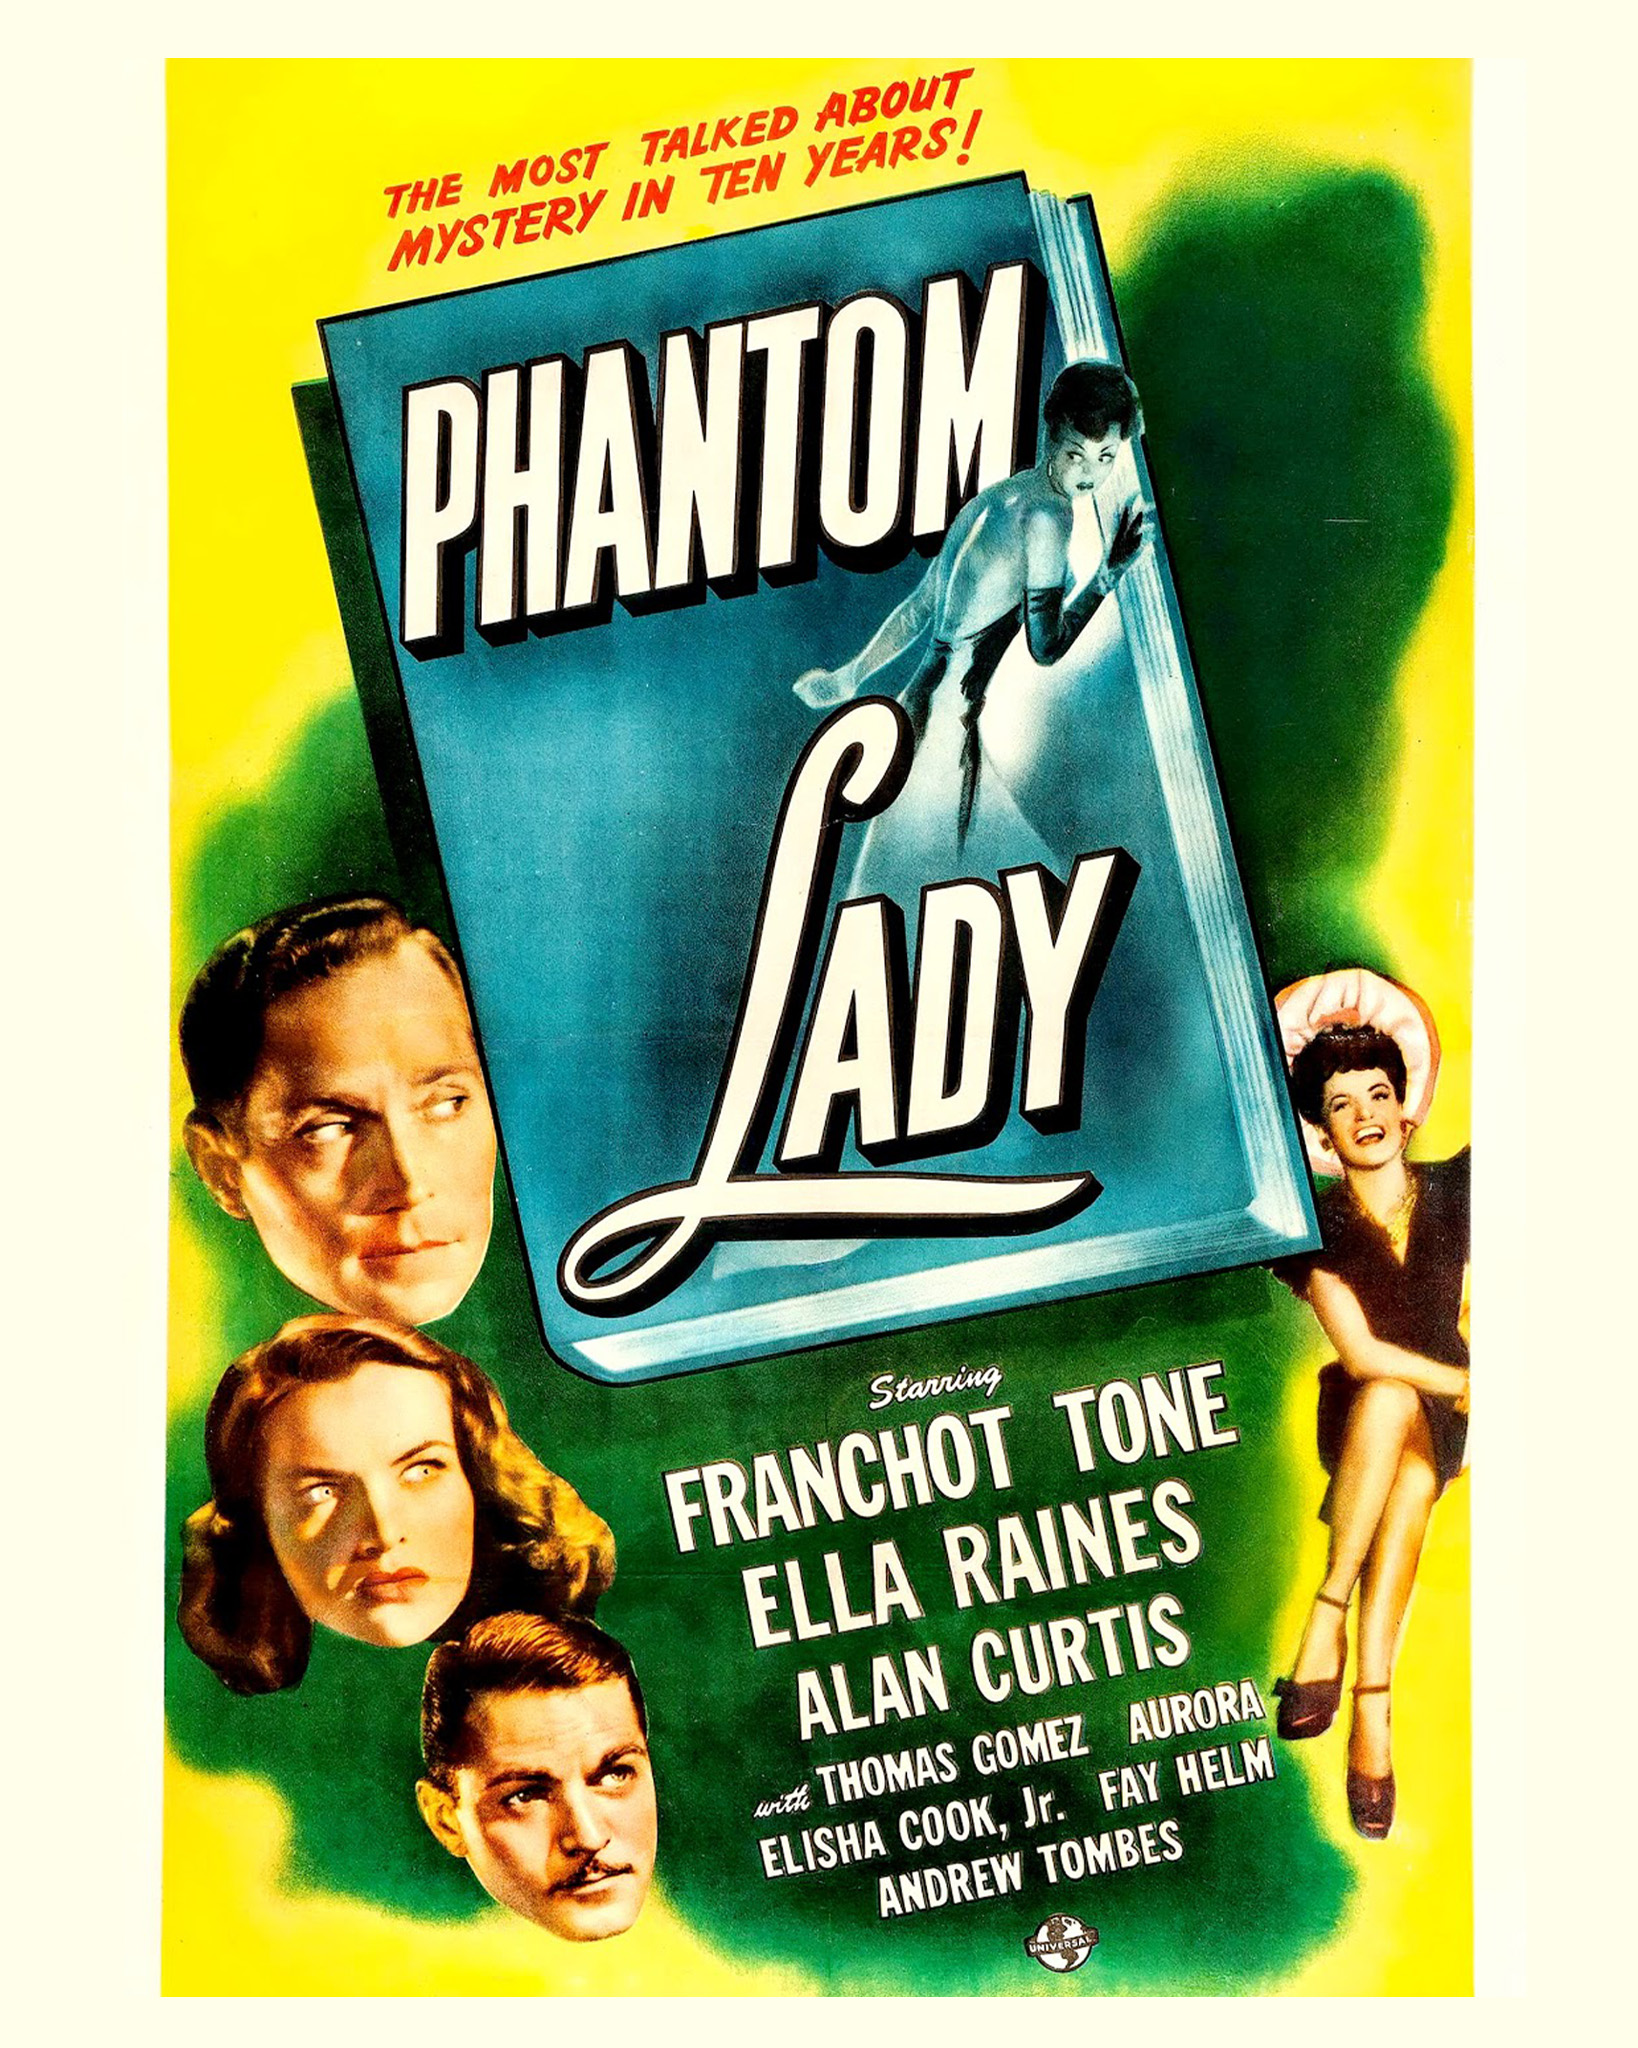 THE MOST TALKED ABOUT
MYSTERY IN TEN YEARS!
PHANTOM
LADY
Starring
FRANCHOT TONE
ELLA RAINES
ALAN CURTIS
with THOMAS GOMEZ AURORA
ELISHA COOK, Jr. FAY HELM
ANDREW TOMBES
UNIVERSAL